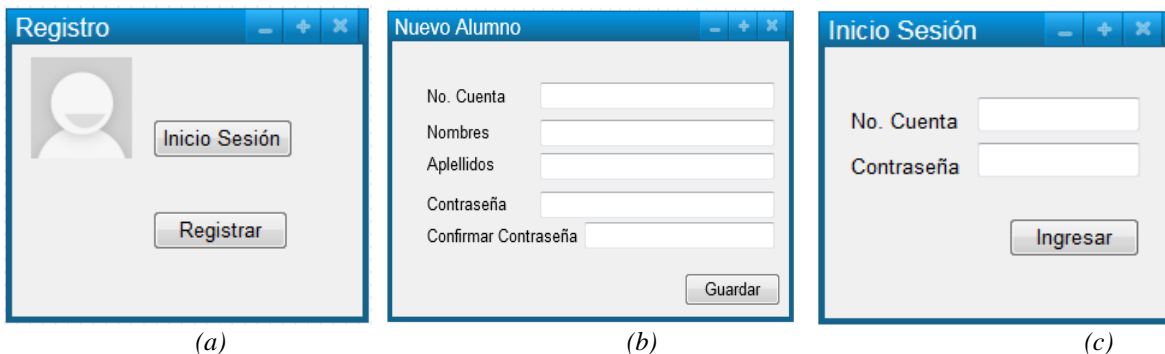 Registro
Inicio Sesión
Registrar
(a)
Nuevo Alumno
No. Cuenta
Nombres
Aplellidos
Contraseña
Confirmar Contraseña
Guardar
(b)
Inicio Sesión
No. Cuenta
Contraseña
Ingresar
(c)